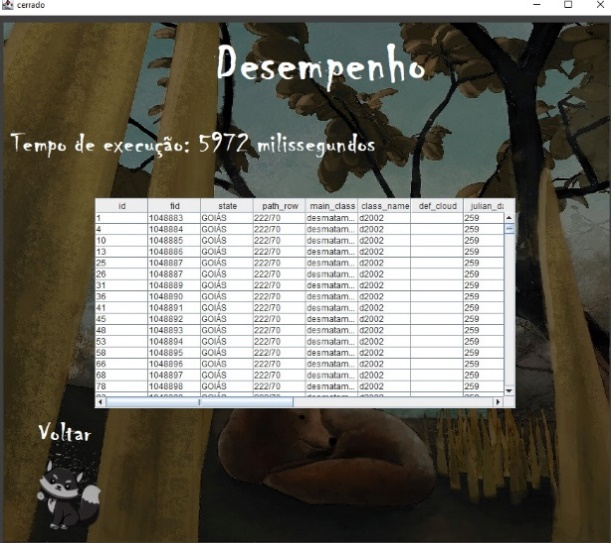 cerrado
Desempenho
Tempo de execução: 5972 milissegundos
id fid state path_row main_class class_name def_cloud julian_da
1 1048883 GOIÁS 222/70 desmatam... d2002 259
4 1048884 GOIÁS 222/70 desmatam... d2002 259
10 1048885 GOIÁS 222/70 desmatam... d2002 259
13 1048886 GOIÁS 222/70 desmatam... d2002 259
25 1048887 GOIÁS 222/70 desmatam... d2002 259
26 1048887 GOIÁS 222/70 desmatam... d2002 259
31 1048889 GOIÁS 222/70 desmatam... d2002 259
36 1048890 GOIÁS 222/70 desmatam... d2002 259
41 1048891 GOIÁS 222/70 desmatam... d2002 259
45 1048892 GOIÁS 222/70 desmatam... d2002 259
48 1048893 GOIÁS 222/70 desmatam... d2002 259
53 1048894 GOIÁS 222/70 desmatam... d2002 259
58 1048895 GOIÁS 222/70 desmatam... d2002 259
66 1048896 GOIÁS 222/70 desmatam... d2002 259
68 1048897 GOIÁS 222/70 desmatam... d2002 259
78 1048898 GOIÁS 222/70 desmatam... d2002 259
Voltar